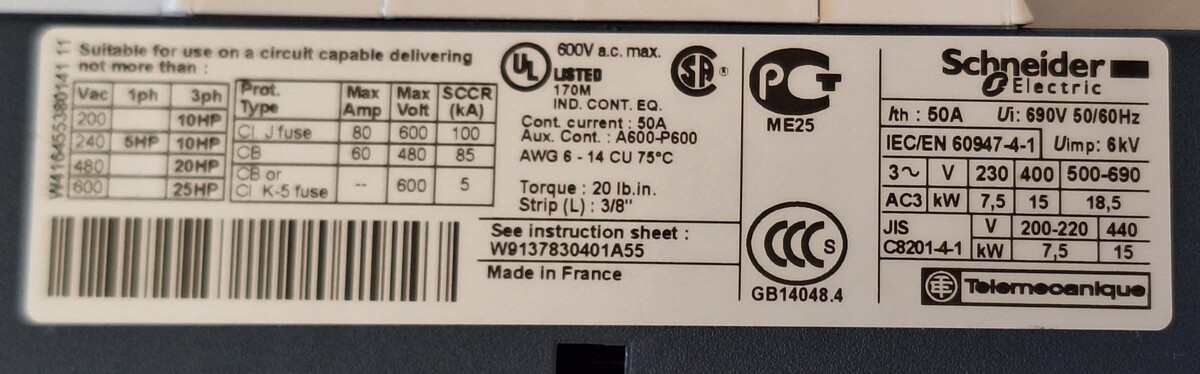 W41645538014111
Suitable for use on a circuit capable delivering
not more than :
Vac 1ph 3ph
200 10HP
240 5HP 10HP
480 20HP
600 25HP
Prot. Type Max Amp Max Volt SCCR (kA)
Cl. J fuse 80 600 100
CB 60 480 85
CB or Cl. K-5 fuse -- 600 5
UL
600V a.c. max.
LISTED
170M
IND. CONT. EQ.
Cont. current : 50A
Aux. Cont. : A600-P600
AWG 6 - 14 CU 75°C
Torque : 20 lb.in.
Strip (L) : 3/8"
See instruction sheet :
W9137830401A55
Made in France
SA ®
PCT
ME25
CCC S
GB14048.4
Schneider
Electric
Ith : 50A Ui: 690V 50/60Hz
IEC/EN 60947-4-1 Uimp: 6kV
3~ V 230 400 500-690
AC3 kW 7,5 15 18,5
JIS C8201-4-1 V 200-220 440
kW 7,5 15
Telemecanique